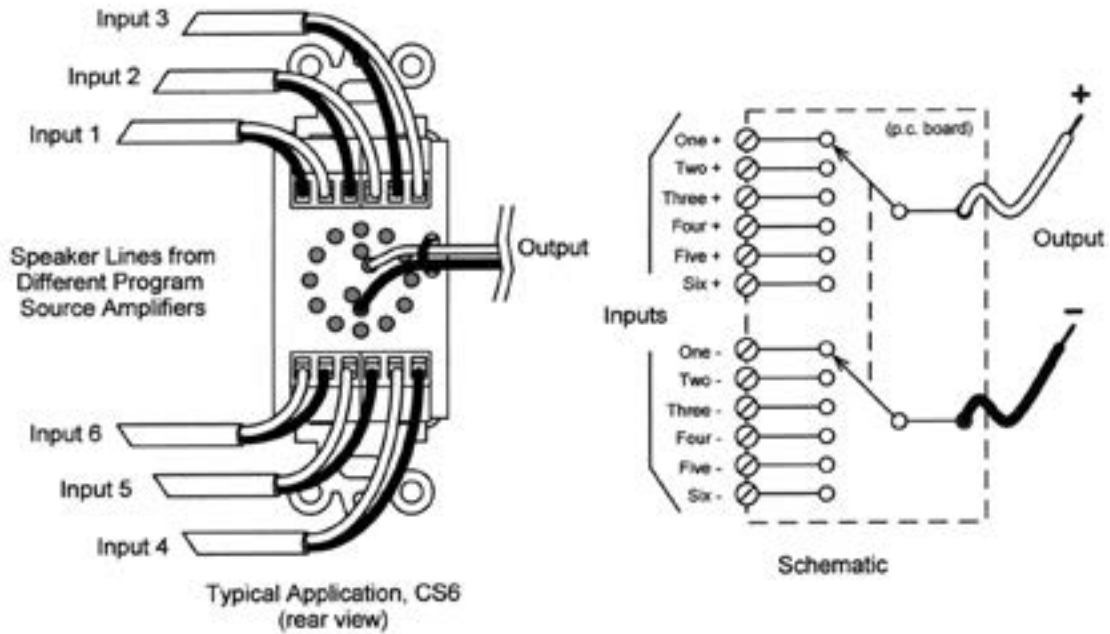 Input 3
Input 2
Input 1
Speaker Lines from
Different Program
Source Amplifiers
Output
Input 6
Input 5
Input 4
Typical Application, CS6
(rear view)
(p.c. board)
+
One +
Two +
Three +
Four +
Five +
Six +
Output
Inputs
-
One -
Two -
Three -
Four -
Five -
Six -
Schematic